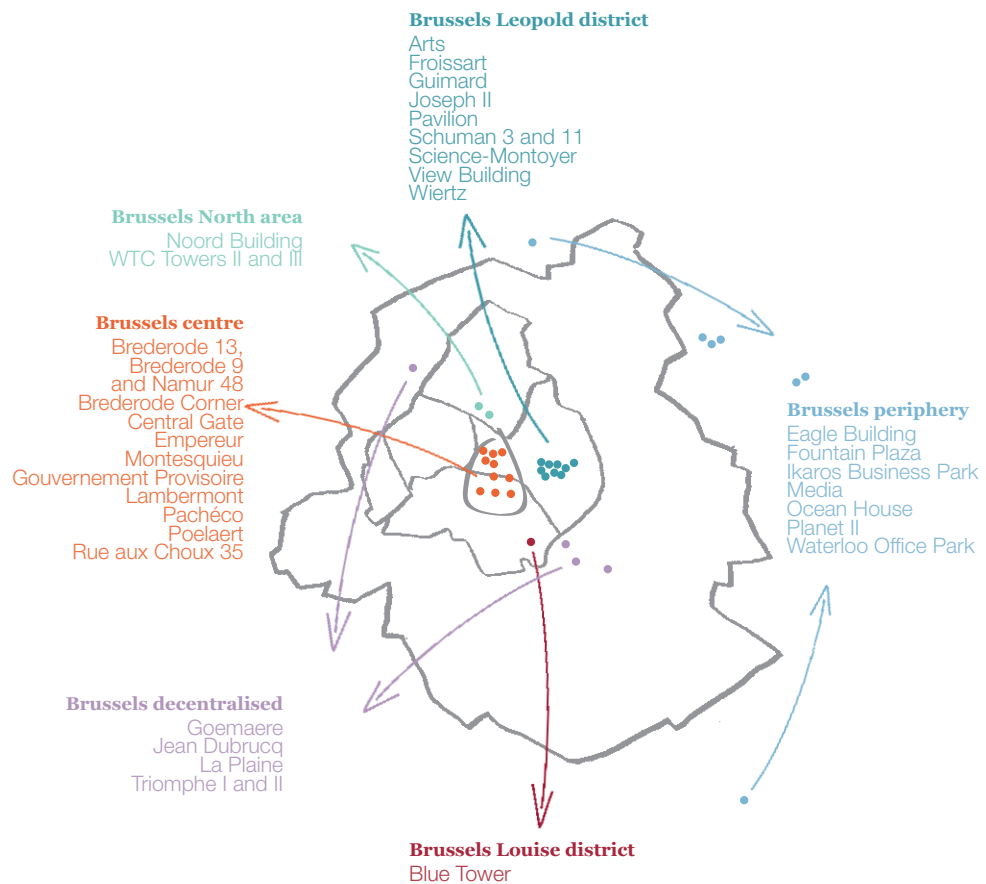 Brussels Leopold district
Arts
Froissart
Guimard
Joseph II
Pavilion
Schuman 3 and 11
Science-Montoyer
View Building
Wiertz
Brussels North area
Noord Building
WTC Towers II and III
Brussels centre
Brederode 13,
Brederode 9
and Namur 48
Brederode Corner
Central Gate
Empereur
Montesquieu
Gouvernement Provisoire
Lambermont
Pachéco
Poelaert
Rue aux Choux 35
Brussels periphery
Eagle Building
Fountain Plaza
Ikaros Business Park
Media
Ocean House
Planet II
Waterloo Office Park
Brussels decentralised
Goemaere
Jean Dubrucq
La Plaine
Triomphe I and II
Brussels Louise district
Blue Tower